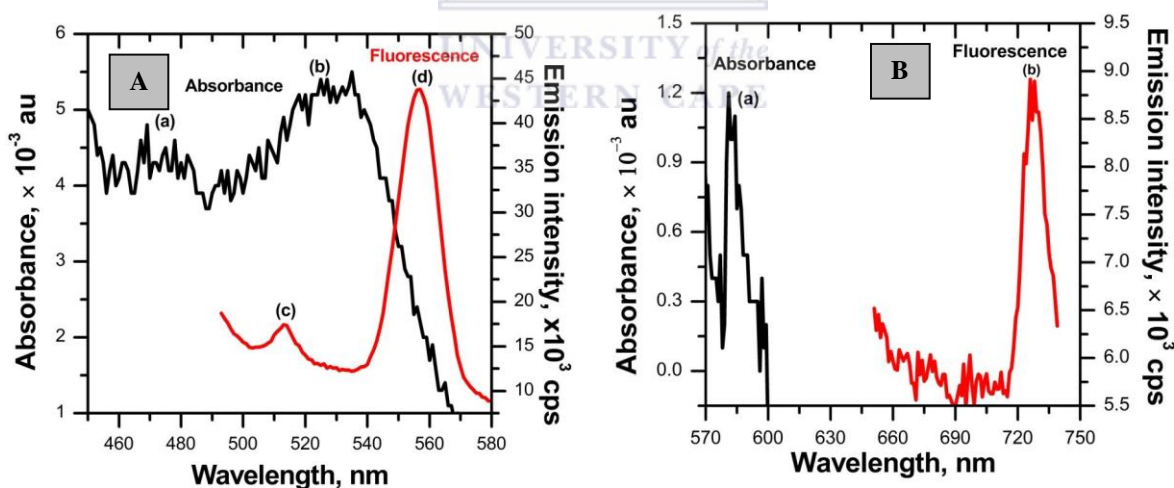 UNIVERSITY of the
WESTERN CAPE
A
Absorbance
(a)
(b)
(c)
(d)
Fluorescence
6
5
4
3
2
1
Absorbance, × 10-3 au
460 480 500 520 540 560 580
Wavelength, nm
50
45
40
35
30
25
20
15
10
Emission intensity, x10³ cps
B
Absorbance
(a)
Fluorescence
(b)
1.5
1.2
0.9
0.6
0.3
0.0
Absorbance, × 10⁻³ au
570 600 630 660 690 720 750
Wavelength, nm
9.5
9.0
8.5
8.0
7.5
7.0
6.5
6.0
5.5
Emission intensity, × 10³ cps